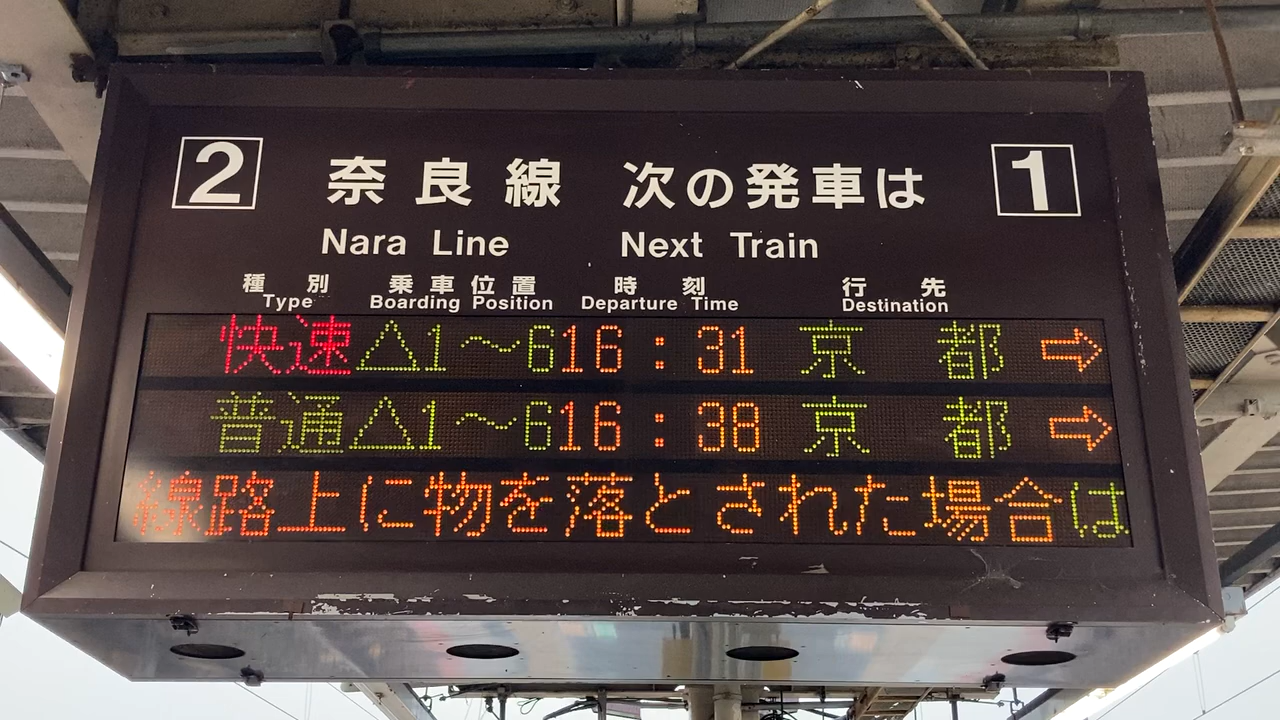 2 奈良線 次の発車は 1
Nara Line Next Train
種別 乗車位置 時刻 行先
Type Boarding Position Departure Time Destination
快速 △1〜6 16:31 京都 ⇨
普通 △1〜6 16:38 京都 ⇨
線路上に物を落とされた場合は